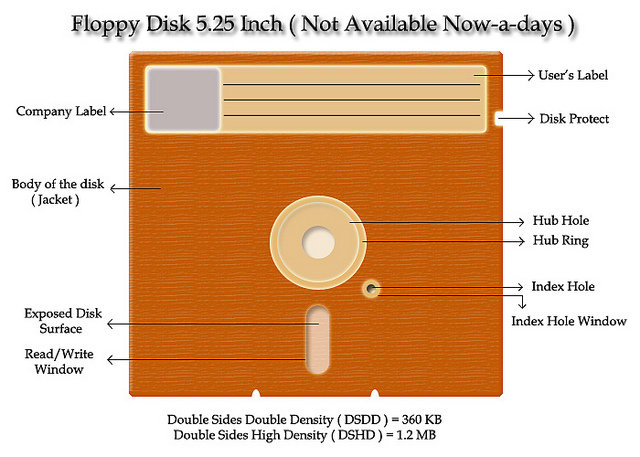 Floppy Disk 5.25 Inch ( Not Available Now-a-days )
User's Label
Company Label
Disk Protect
Body of the disk
( Jacket )
Hub Hole
Hub Ring
Index Hole
Index Hole Window
Exposed Disk
Surface
Read/Write
Window
Double Sides Double Density ( DSDD ) = 360 KB
Double Sides High Density ( DSHD ) = 1.2 MB